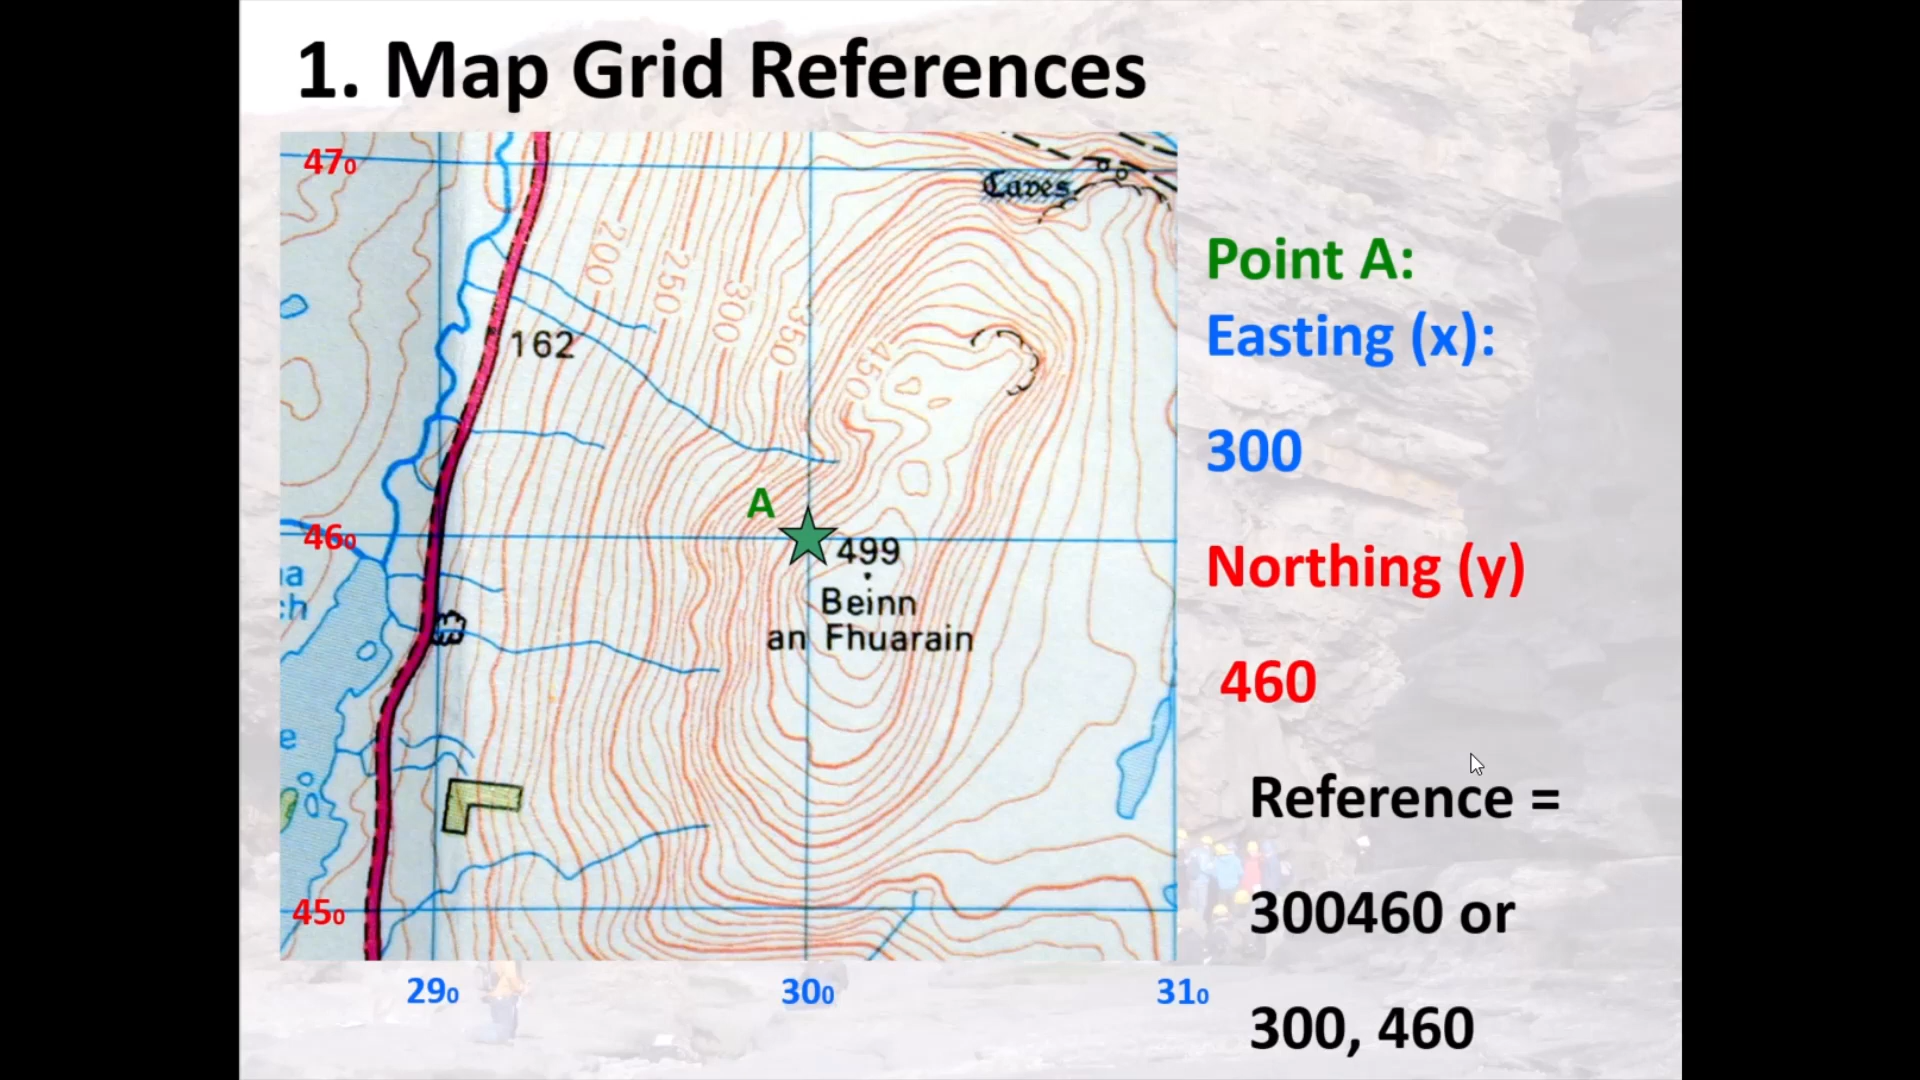 1. Map Grid References
470
Caves
200
250
300
350
450
162
A
460
499
Beinn
an Fhuarain
a
h
e
450
290
300
310
Point A:
Easting (x):
300
Northing (y)
460
Reference =
300460 or
300, 460